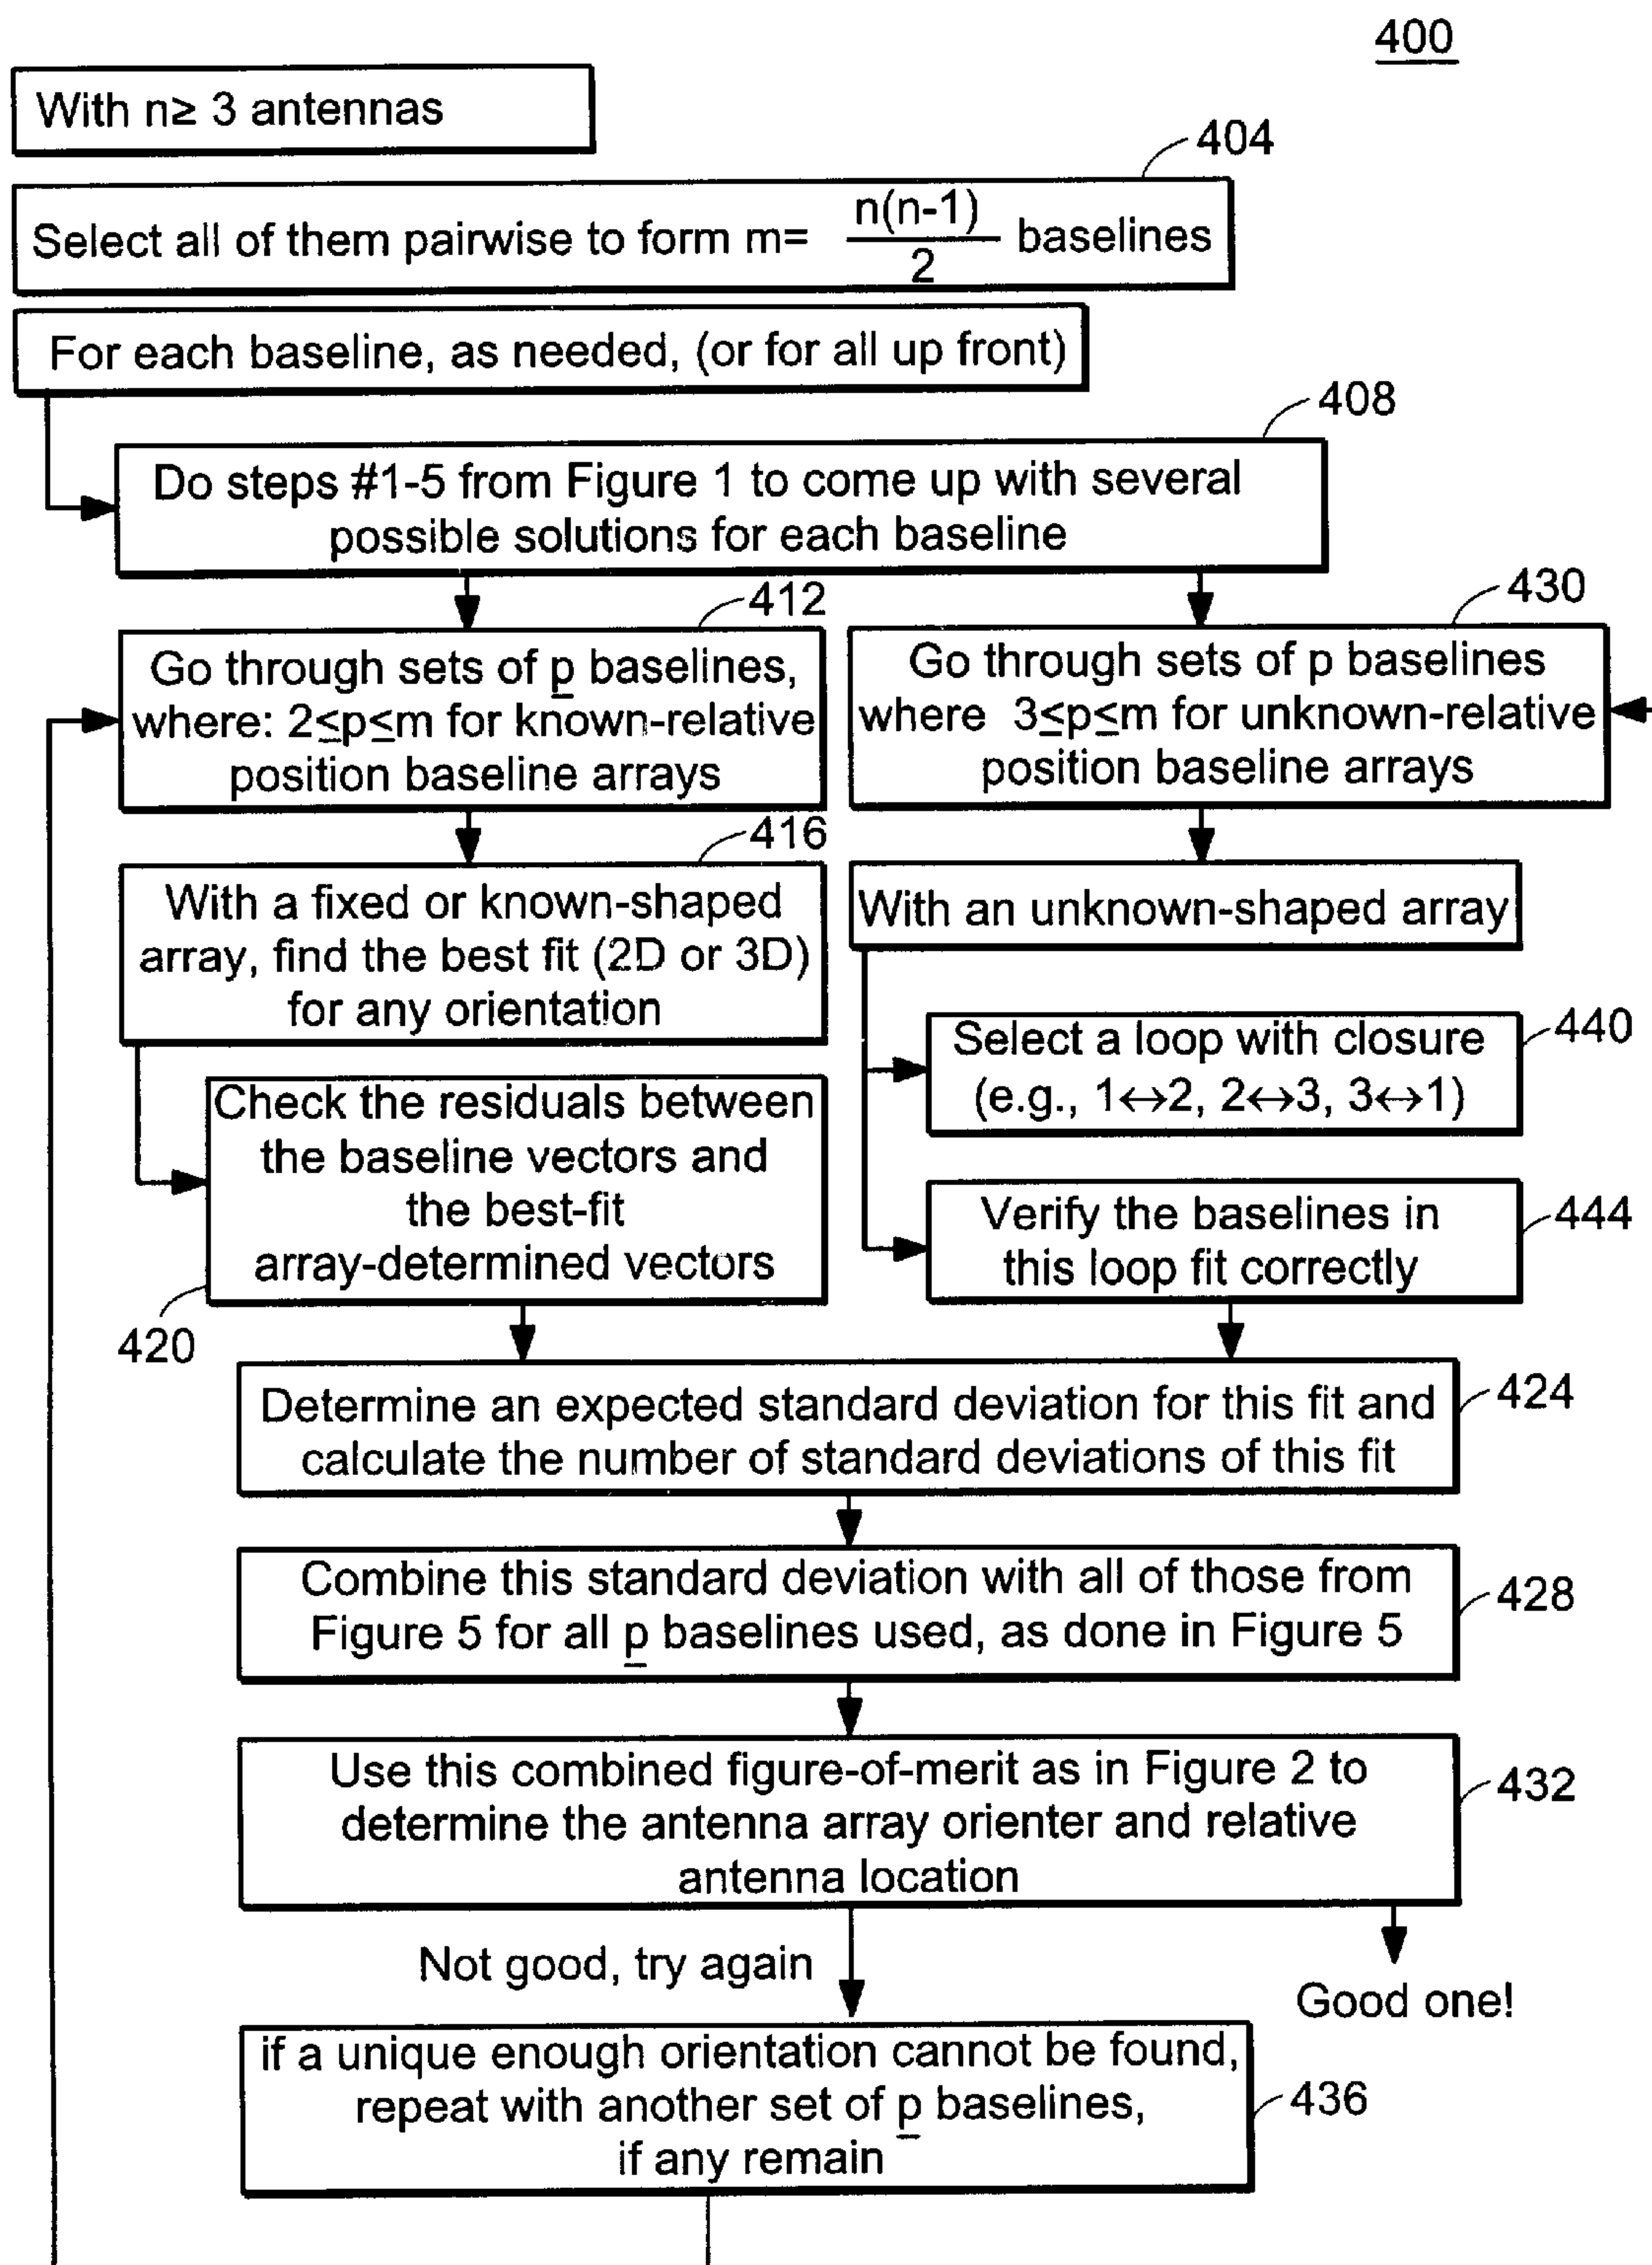 400
With n≥ 3 antennas
404
Select all of them pairwise to form m= n(n-1)/2 baselines
For each baseline, as needed, (or for all up front)
408
Do steps #1-5 from Figure 1 to come up with several
possible solutions for each baseline
412
Go through sets of p baselines,
where: 2≤p≤m for known-relative
position baseline arrays
430
Go through sets of p baselines
where 3≤p≤m for unknown-relative
position baseline arrays
416
With a fixed or known-shaped
array, find the best fit (2D or 3D)
for any orientation
With an unknown-shaped array
Check the residuals between
the baseline vectors and
the best-fit
array-determined vectors
420
Select a loop with closure
(e.g., 1↔2, 2↔3, 3↔1)
440
Verify the baselines in
this loop fit correctly
444
Determine an expected standard deviation for this fit and
calculate the number of standard deviations of this fit
424
Combine this standard deviation with all of those from
Figure 5 for all p baselines used, as done in Figure 5
428
Use this combined figure-of-merit as in Figure 2 to
determine the antenna array orienter and relative
antenna location
432
Not good, try again
Good one!
if a unique enough orientation cannot be found,
repeat with another set of p baselines,
if any remain
436